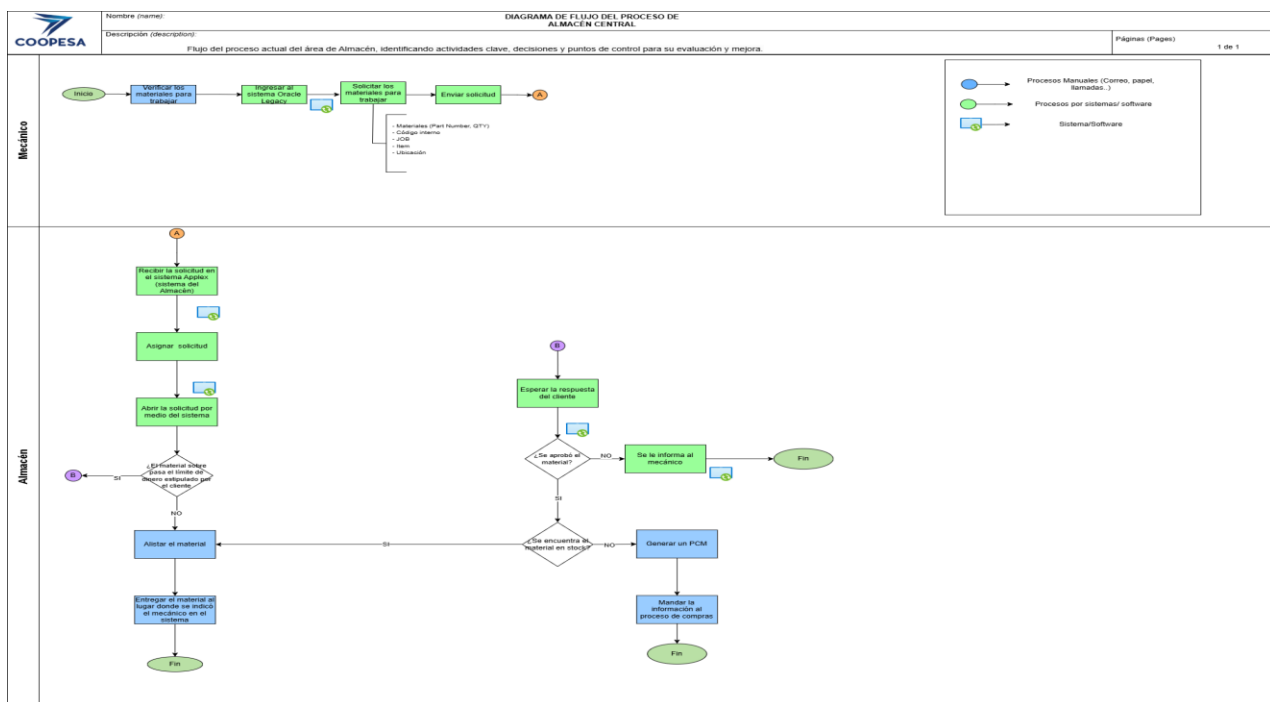 COOPESA
Nombre (name):
DIAGRAMA DE FLUJO DEL PROCESO DE
ALMACÉN CENTRAL
Descripción (description):
Flujo del proceso actual del área de Almacén, identificando actividades clave, decisiones y puntos de control para su evaluación y mejora.
Páginas (Pages)
1 de 1
Mecánico
Inicio
Verificar los
materiales para
trabajar
Ingresar al
sistema Oracle
Legacy
Solicitar los
materiales para
trabajar
Enviar solicitud
A
- Materiales (Part Number, QTY)
- Código interno
- JOB
- Item
- Ubicación
Procesos Manuales (Correo, papel,
llamadas..)
Procesos por sistemas/ software
Sistema/Software
Almacén
A
Recibir la solicitud en
el sistema Applex
(sistema del
Almacén)
Asignar solicitud
Abrir la solicitud por
medio del sistema
¿El material sobre
pasa el límite de
dinero estipulado por
el cliente
SI
B
NO
Alistar el material
Entregar el material al
lugar donde se indicó
el mecánico en el
sistema
Fin
B
Esperar la respuesta
del cliente
¿Se aprobó el
material?
NO
Se le informa al
mecánico
Fin
SI
¿Se encuentra el
material en stock?
SI
NO
Generar un PCM
Mandar la
información al
proceso de compras
Fin